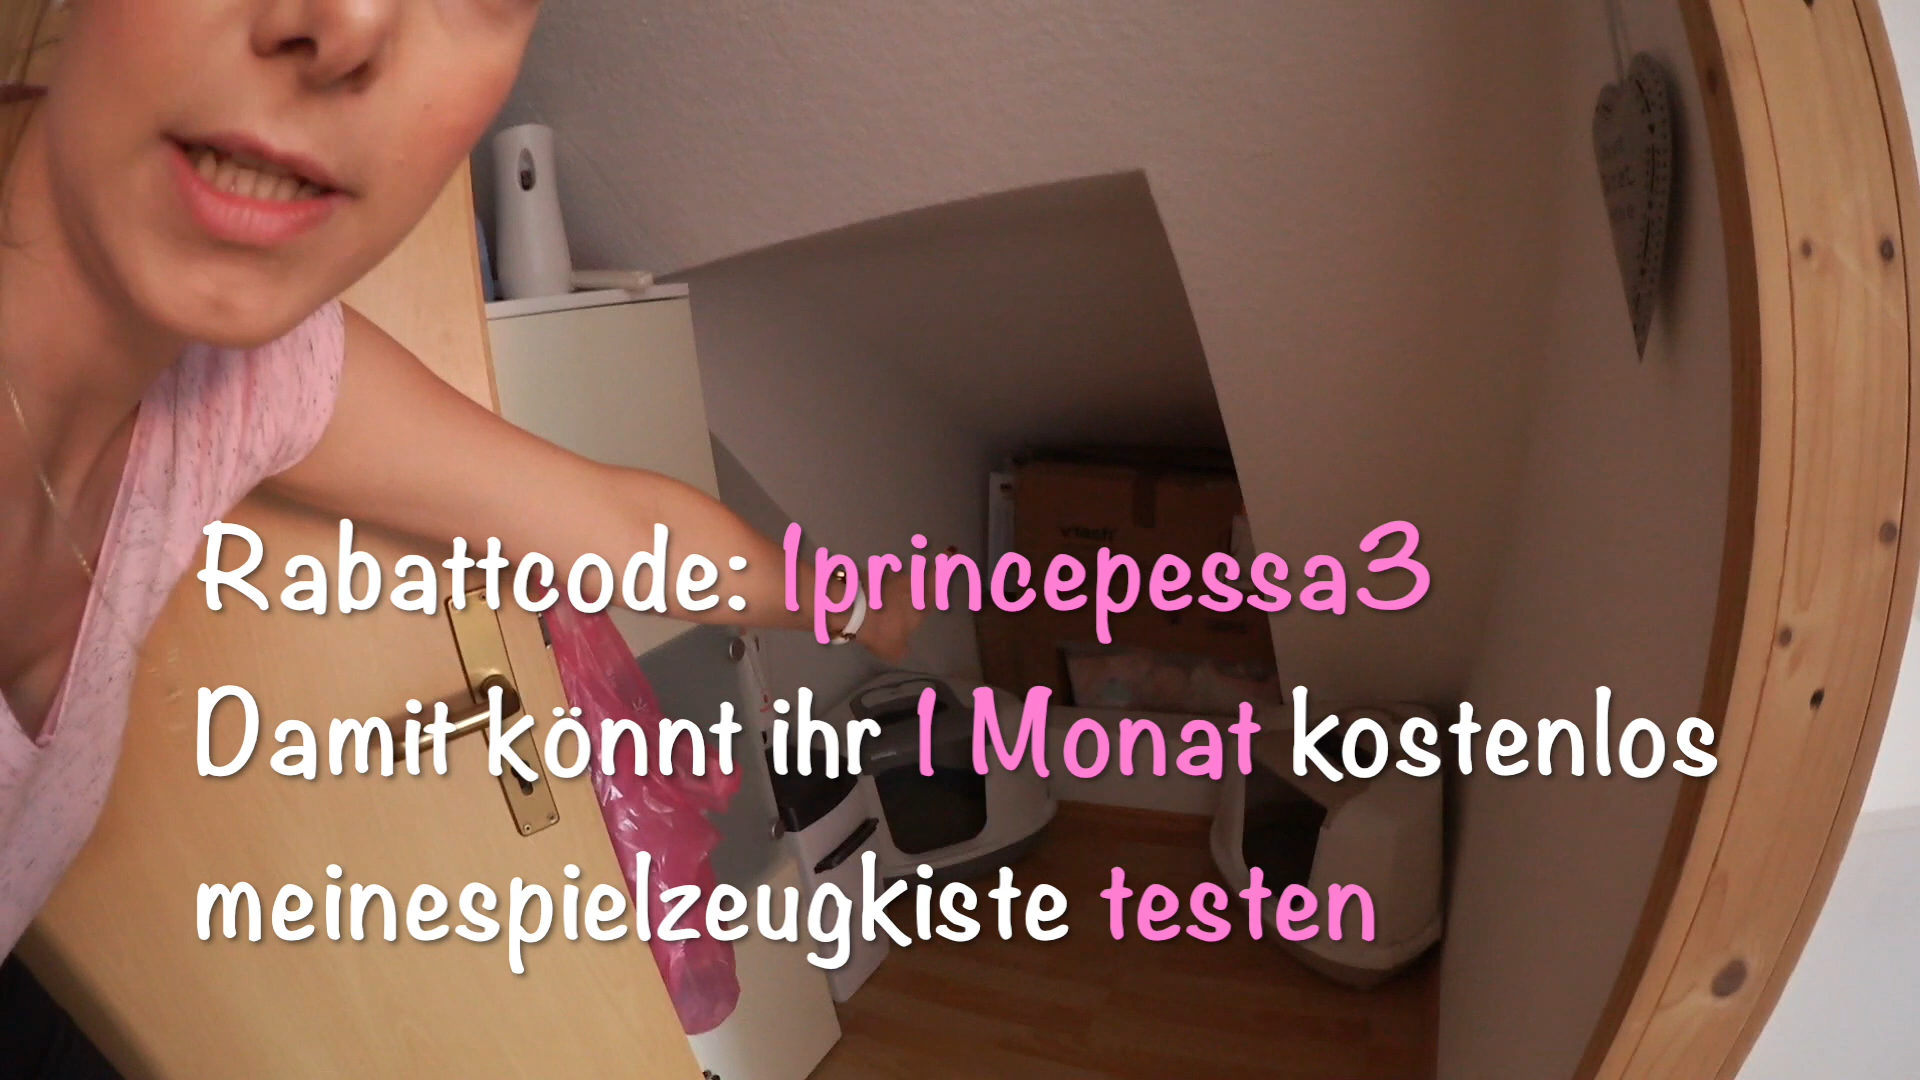 Rabattcode: 1princepessa3
Damit könnt ihr 1 Monat kostenlos
meinespielzeugkiste testen